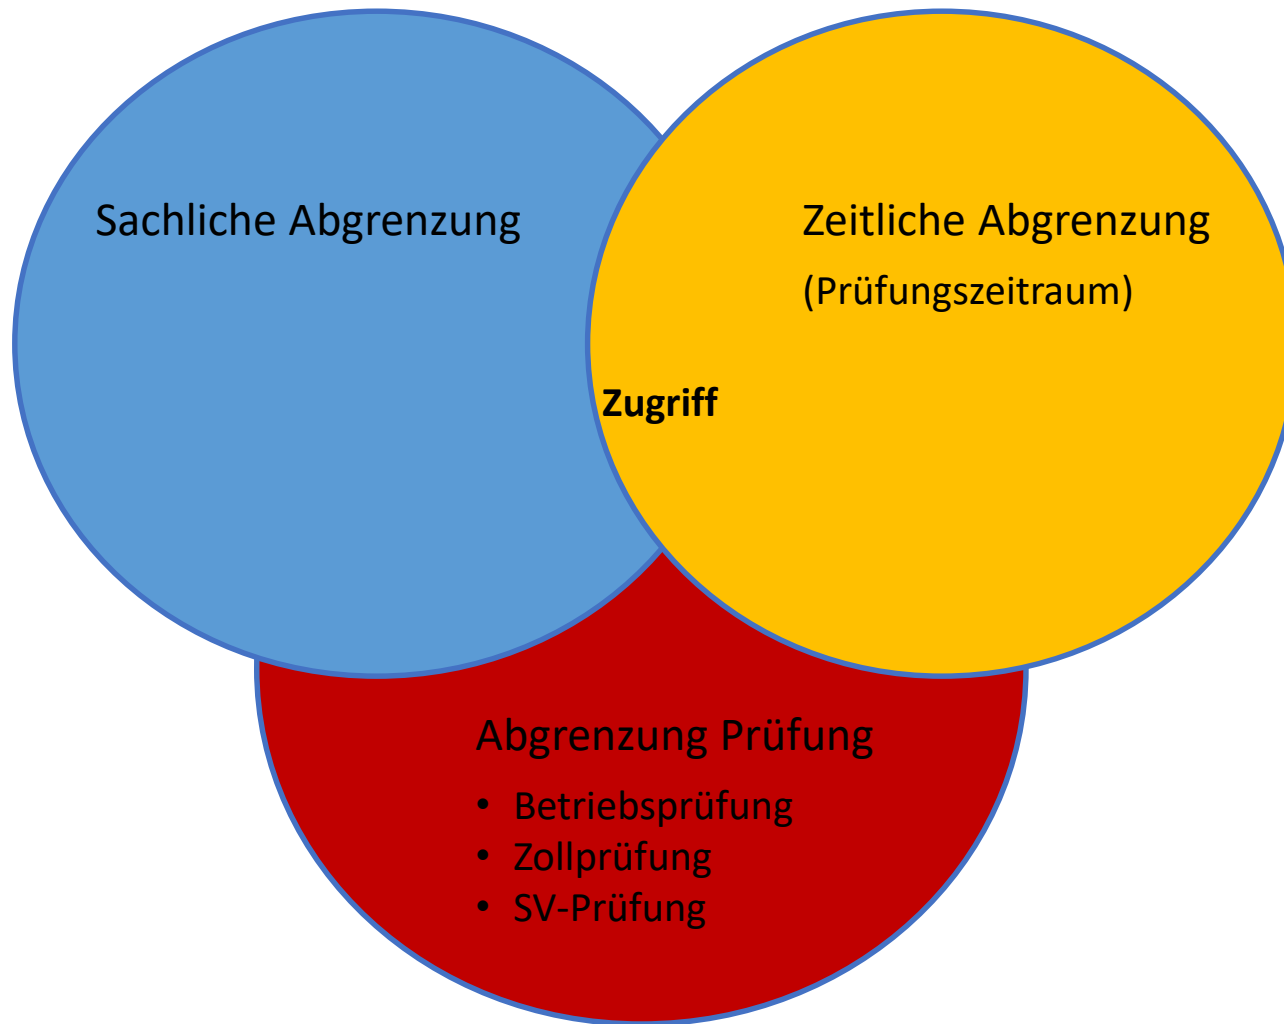 Sachliche Abgrenzung
Zeitliche Abgrenzung
(Prüfungszeitraum)
Zugriff
Abgrenzung Prüfung
• Betriebsprüfung
• Zollprüfung
• SV-Prüfung